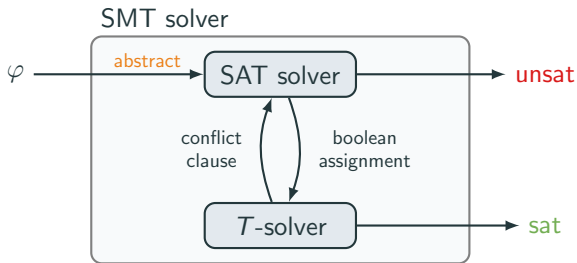 SMT solver
φ
abstract
SAT solver
unsat
conflict
clause
boolean
assignment
T-solver
sat